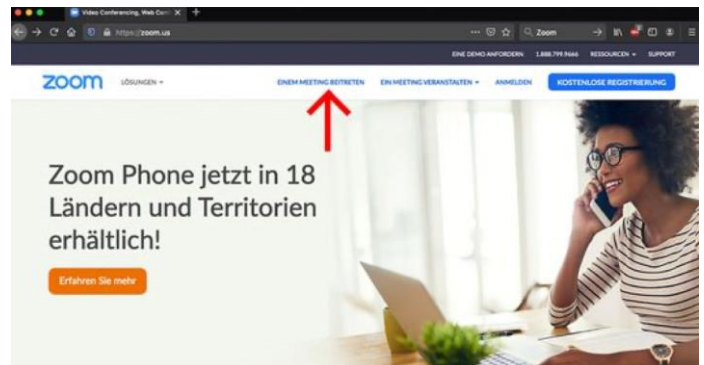 Video Conferencing, Web Conf
https://zoom.us
Zoom
EINE DEMO ANFORDERN 1.888.799.9666 RESSOURCEN SUPPORT
zoom LÖSUNGEN EINEM MEETING BEITRETEN EIN MEETING VERANSTALTEN ANMELDEN KOSTENLOSE REGISTRIERUNG
Zoom Phone jetzt in 18
Ländern und Territorien
erhältlich!
Erfahren Sie mehr